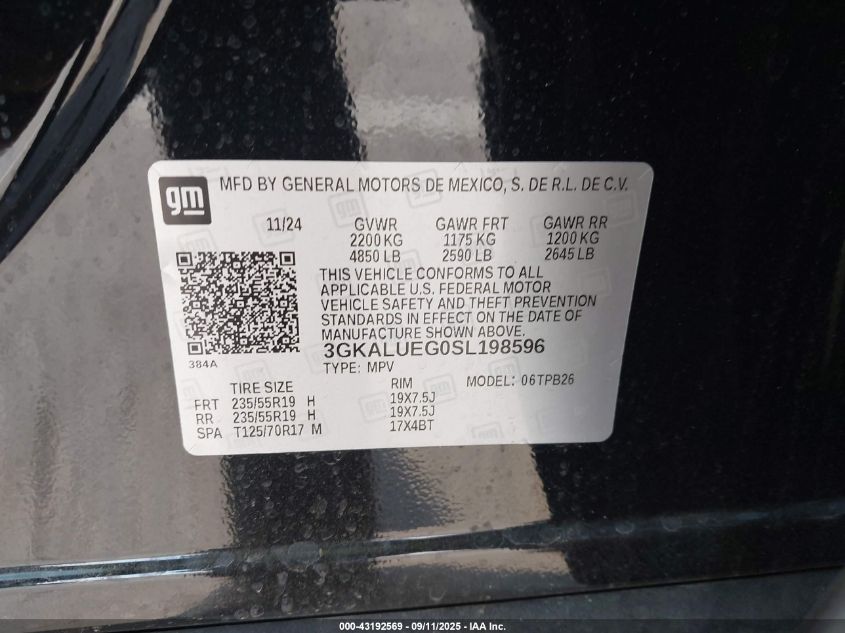 gm
MFD BY GENERAL MOTORS DE MEXICO, S. DE R.L. DE C.V.
11/24 GVWR GAWR FRT GAWR RR
2200 KG 1175 KG 1200 KG
4850 LB 2590 LB 2645 LB
THIS VEHICLE CONFORMS TO ALL
APPLICABLE U.S. FEDERAL MOTOR
VEHICLE SAFETY AND THEFT PREVENTION
STANDARDS IN EFFECT ON THE DATE OF
MANUFACTURE SHOWN ABOVE.
3GKALUEG0SL198596
384A
TYPE: MPV
TIRE SIZE RIM MODEL: 06TPB26
FRT 235/55R19 H 19X7.5J
RR 235/55R19 H 19X7.5J
SPA T125/70R17 M 17X4BT
000-43192569 - 09/11/2025 - IAA Inc.